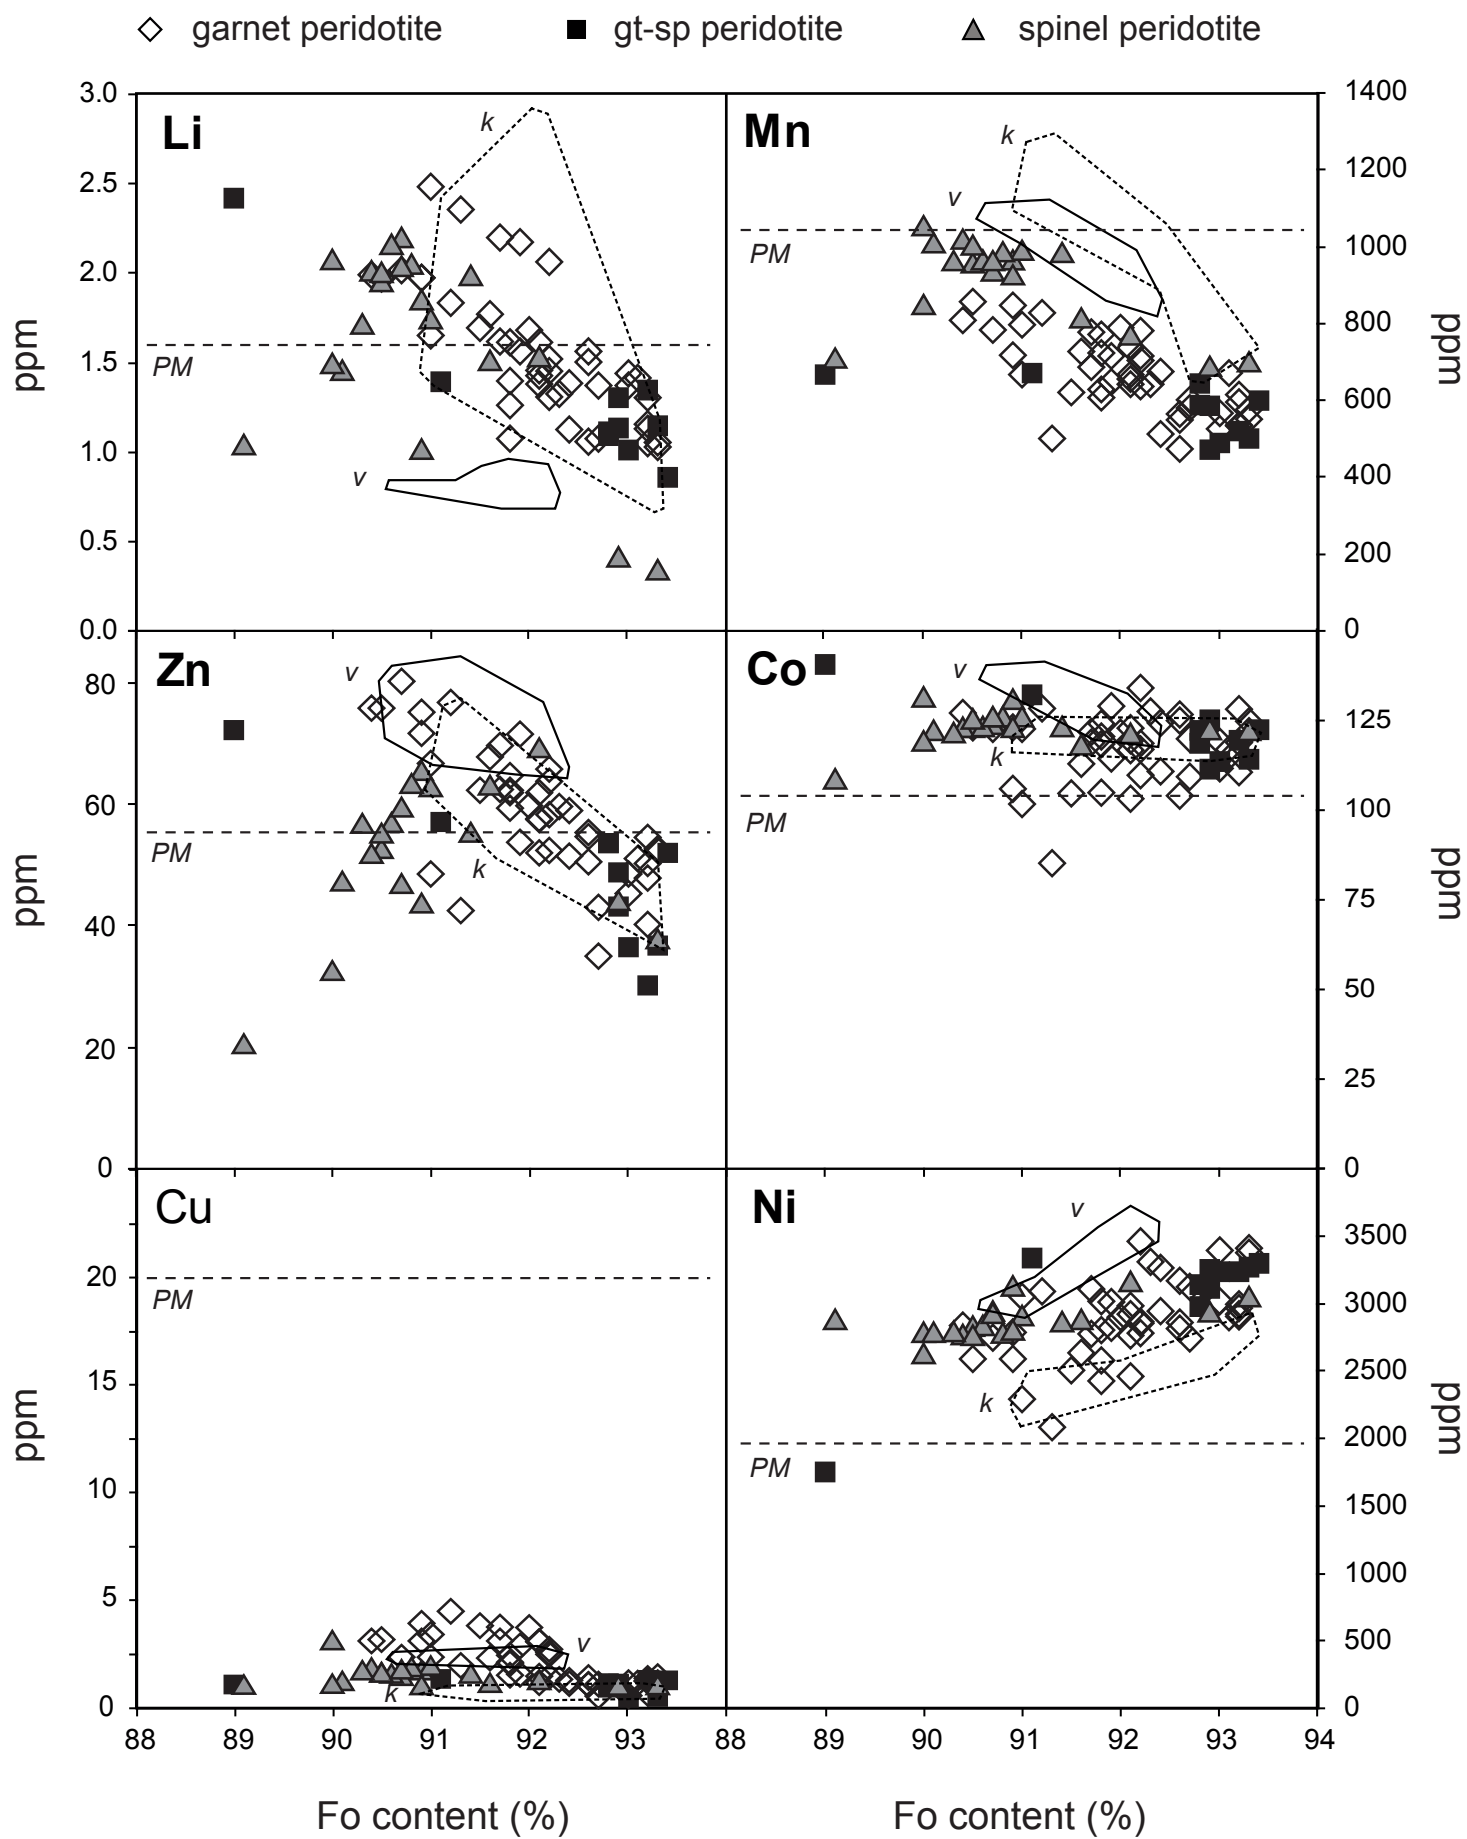 garnet peridotite gt-sp peridotite spinel peridotite
3.0 Li k Mn k 1400
2.5 v 1200
2.0 PM 1000
ppm PM 800 ppm
1.5 600
1.0 v 400
0.5 200
0.0 0
Zn v Co v
80 125
60 k 100
ppm PM k PM ppm
40 75
50
20 25
0 0
Cu Ni v 3500
20 3000
PM 2500
ppm 15 k 2000 ppm
PM
10 1500
1000
5 v 500
k
0 0
88 89 90 91 92 93 88 89 90 91 92 93 94
Fo content (%) Fo content (%)